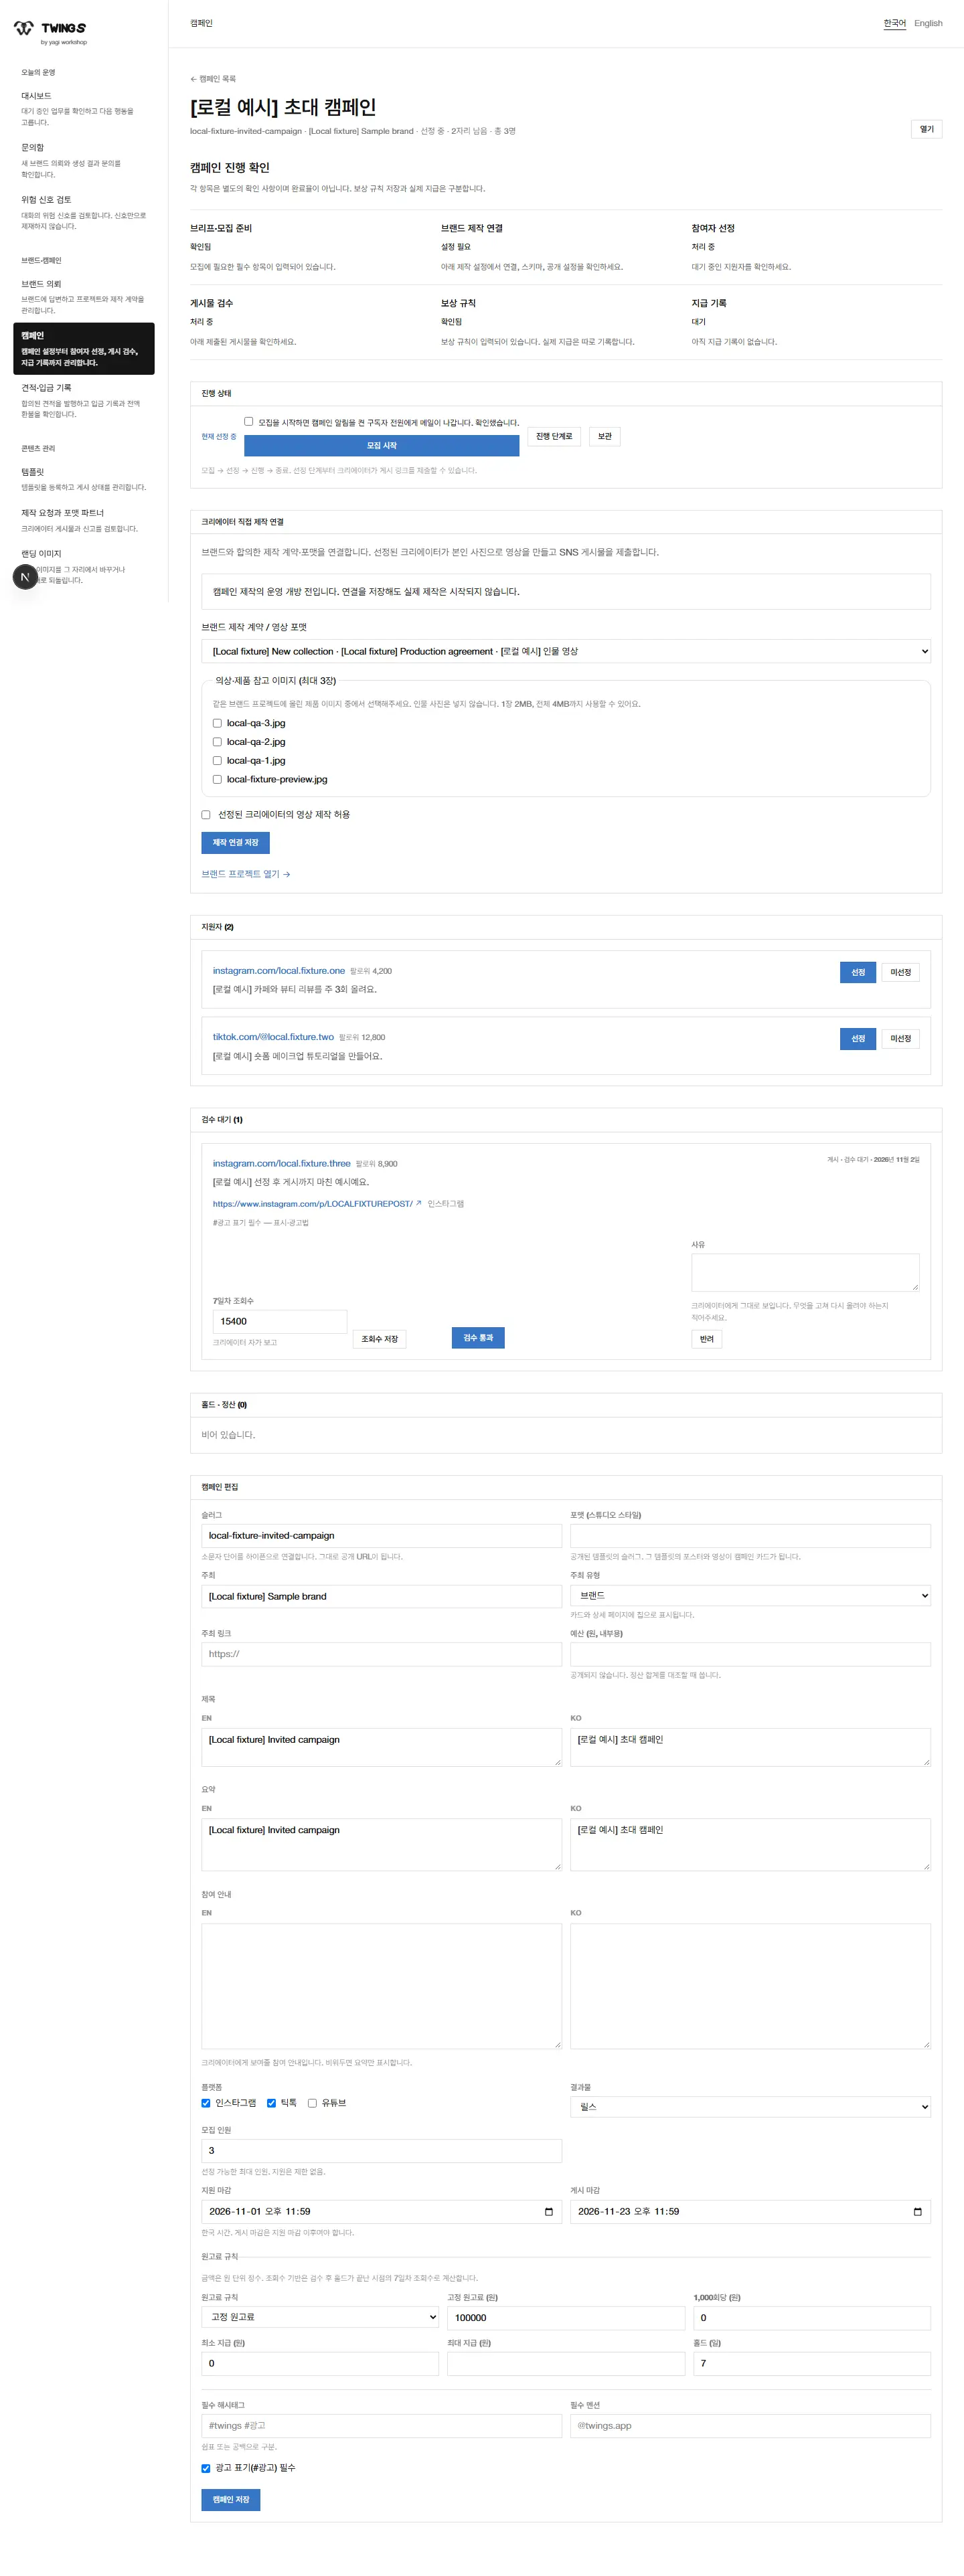 TWINGS
by yagi workshop
오늘의 운영
대시보드
대기 중인 업무를 확인하고 다음 행동을
고릅니다.
문의함
새 브랜드 의뢰와 생성 결과 문의를
확인합니다.
위험 신호 검토
대화의 위험 신호를 검토합니다. 신호만으로
제재하지 않습니다.
브랜드·캠페인
브랜드 의뢰
브랜드에 답변하고 프로젝트와 제작 계약을
관리합니다.
캠페인
캠페인 설정부터 참여자 선정, 게시 검수,
지급 기록까지 관리합니다.
견적·입금 기록
합의된 견적을 발행하고 입금 기록과 전액
환불을 확인합니다.
콘텐츠 관리
템플릿
템플릿을 등록하고 게시 상태를 관리합니다.
제작 요청과 포맷 파트너
크리에이터 게시물과 신고를 검토합니다.
랜딩 이미지
이미지를 그 자리에서 바꾸거나
로 되돌립니다.
N
캠페인
한국어 English
← 캠페인 목록
[로컬 예시] 초대 캠페인
local-fixture-invited-campaign · [Local fixture] Sample brand · 선정 중 · 2자리 남음 · 총 3명
열기
캠페인 진행 확인
각 항목은 별도의 확인 사항이며 완료율이 아닙니다. 보상 규칙 저장과 실제 지급은 구분합니다.
브리프·모집 준비
확인됨
모집에 필요한 필수 항목이 입력되어 있습니다.
브랜드 제작 연결
설정 필요
아래 제작 설정에서 연결, 스키마, 공개 설정을 확인하세요.
참여자 선정
처리 중
대기 중인 지원자를 확인하세요.
게시물 검수
처리 중
아래 제출된 게시물을 확인하세요.
보상 규칙
확인됨
보상 규칙이 입력되어 있습니다. 실제 지급은 따로 기록합니다.
지급 기록
대기
아직 지급 기록이 없습니다.
진행 상태
현재 선정 중
모집을 시작하면 캠페인 알림을 켠 구독자 전원에게 메일이 나갑니다. 확인했습니다.
모집 시작
진행 단계로
보관
모집 → 선정 → 진행 → 종료. 선정 단계부터 크리에이터가 게시 링크를 제출할 수 있습니다.
크리에이터 직접 제작 연결
브랜드와 합의한 제작 계약·포맷을 연결합니다. 선정된 크리에이터가 본인 사진으로 영상을 만들고 SNS 게시물을 제출합니다.
캠페인 제작의 운영 개방 전입니다. 연결을 저장해도 실제 제작은 시작되지 않습니다.
브랜드 제작 계약 / 영상 포맷
[Local fixture] New collection · [Local fixture] Production agreement · [로컬 예시] 인물 영상
의상·제품 참고 이미지 (최대 3장)
같은 브랜드 프로젝트에 올린 제품 이미지 중에서 선택해주세요. 인물 사진은 넣지 않습니다. 1장 2MB, 전체 4MB까지 사용할 수 있어요.
local-qa-3.jpg
local-qa-2.jpg
local-qa-1.jpg
local-fixture-preview.jpg
선정된 크리에이터의 영상 제작 허용
제작 연결 저장
브랜드 프로젝트 열기 →
지원자 (2)
instagram.com/local.fixture.one 팔로워 4,200
[로컬 예시] 카페와 뷰티 리뷰를 주 3회 올려요.
선정
미선정
tiktok.com/@local.fixture.two 팔로워 12,800
[로컬 예시] 숏폼 메이크업 튜토리얼을 만들어요.
선정
미선정
검수 대기 (1)
instagram.com/local.fixture.three 팔로워 8,900
게시 · 검수 대기 · 2026년 11월 2일
[로컬 예시] 선정 후 게시까지 마친 예시예요.
https://www.instagram.com/p/LOCALFIXTUREPOST/ ↗ 인스타그램
#광고 표기 필수 — 표시·광고법
7일차 조회수
15400
크리에이터 자가 보고
조회수 저장
검수 통과
사유
크리에이터에게 그대로 보입니다. 무엇을 고쳐 다시 올려야 하는지
적어주세요.
반려
홀드 · 정산 (0)
비어 있습니다.
캠페인 편집
슬러그
local-fixture-invited-campaign
소문자 단어를 하이픈으로 연결합니다. 그대로 공개 URL이 됩니다.
포맷 (스튜디오 스타일)
공개된 템플릿의 슬러그. 그 템플릿의 포스터와 영상이 캠페인 카드가 됩니다.
주최
[Local fixture] Sample brand
주최 유형
브랜드
카드와 상세 페이지에 칩으로 표시됩니다.
주최 링크
https://
예산 (원, 내부용)
공개되지 않습니다. 정산 합계를 대조할 때 씁니다.
제목
EN
[Local fixture] Invited campaign
KO
[로컬 예시] 초대 캠페인
요약
EN
[Local fixture] Invited campaign
KO
[로컬 예시] 초대 캠페인
참여 안내
EN
KO
크리에이터에게 보여줄 참여 안내입니다. 비워두면 요약만 표시합니다.
플랫폼
인스타그램 틱톡 유튜브
결과물
릴스
모집 인원
3
선정 가능한 최대 인원. 지원은 제한 없음.
지원 마감
2026-11-01 오후 11:59
한국 시간. 게시 마감은 지원 마감 이후여야 합니다.
게시 마감
2026-11-23 오후 11:59
원고료 규칙
금액은 원 단위 정수. 조회수 기반은 검수 후 홀드가 끝난 시점의 7일차 조회수로 계산합니다.
원고료 규칙
고정 원고료
고정 원고료 (원)
100000
1,000회당 (원)
0
최소 지급 (원)
0
최대 지급 (원)
홀드 (일)
7
필수 해시태그
#twings #광고
쉼표 또는 공백으로 구분.
필수 멘션
@twings.app
광고 표기(#광고) 필수
캠페인 저장